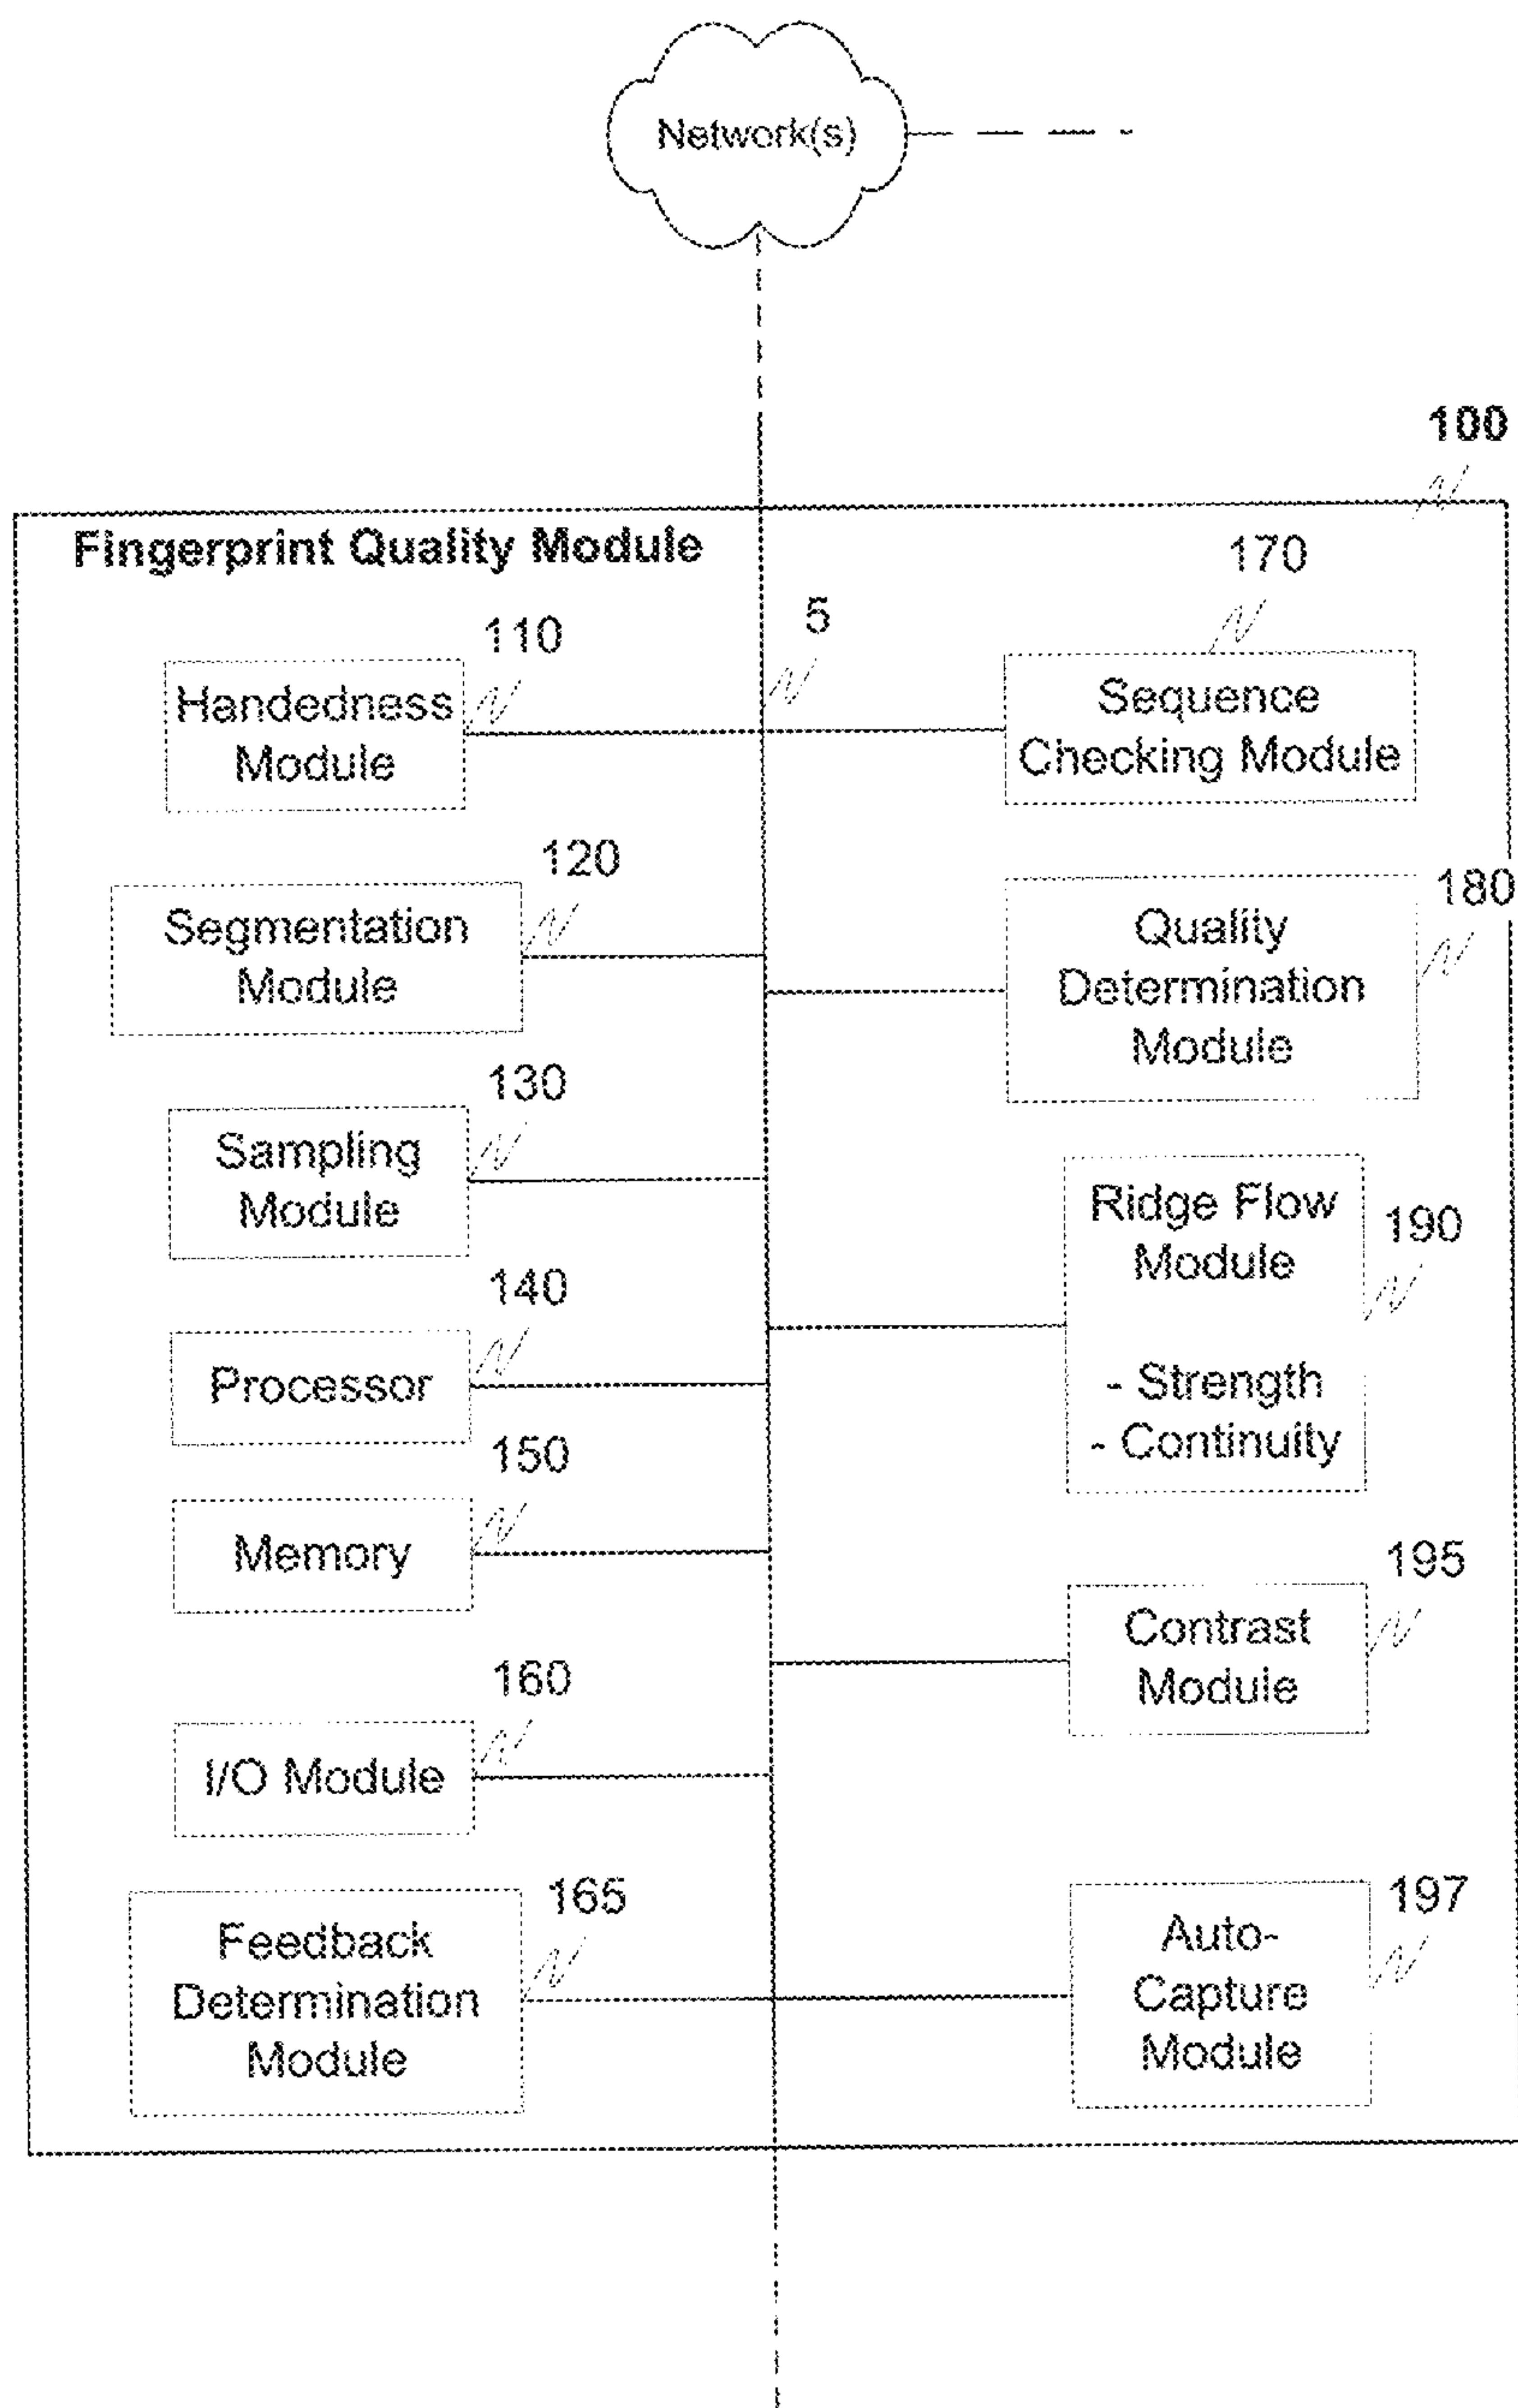 Network(s)
100
Fingerprint Quality Module
170
5
110
Handedness
Module
Sequence
Checking Module
120
Segmentation
Module
180
Quality
Determination
Module
130
Sampling
Module
190
Ridge Flow
Module
- Strength
- Continuity
140
Processor
150
Memory
195
Contrast
Module
160
I/O Module
165
Feedback
Determination
Module
197
Auto-
Capture
Module